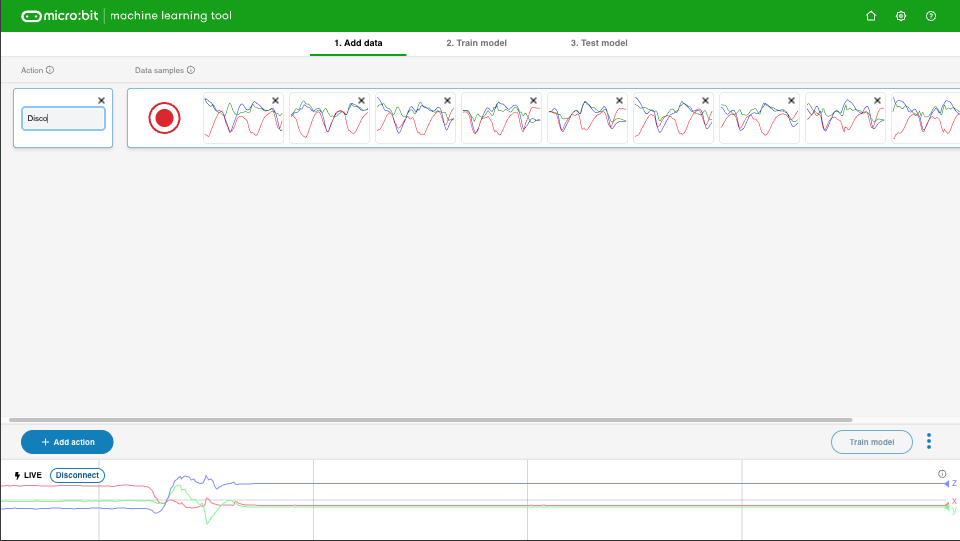 micro:bit machine learning tool
1. Add data 2. Train model 3. Test model
Action Data samples
Disco
+ Add action Train model
LIVE Disconnect
z
x
y